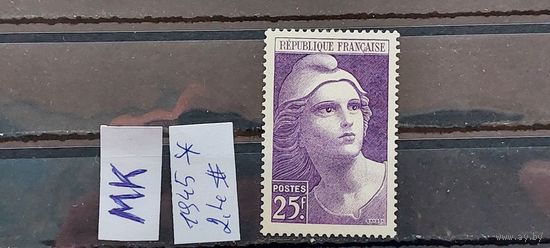 MK
1945 *
RÉPUBLIQUE FRANÇAISE
POSTES
25F
ay.by